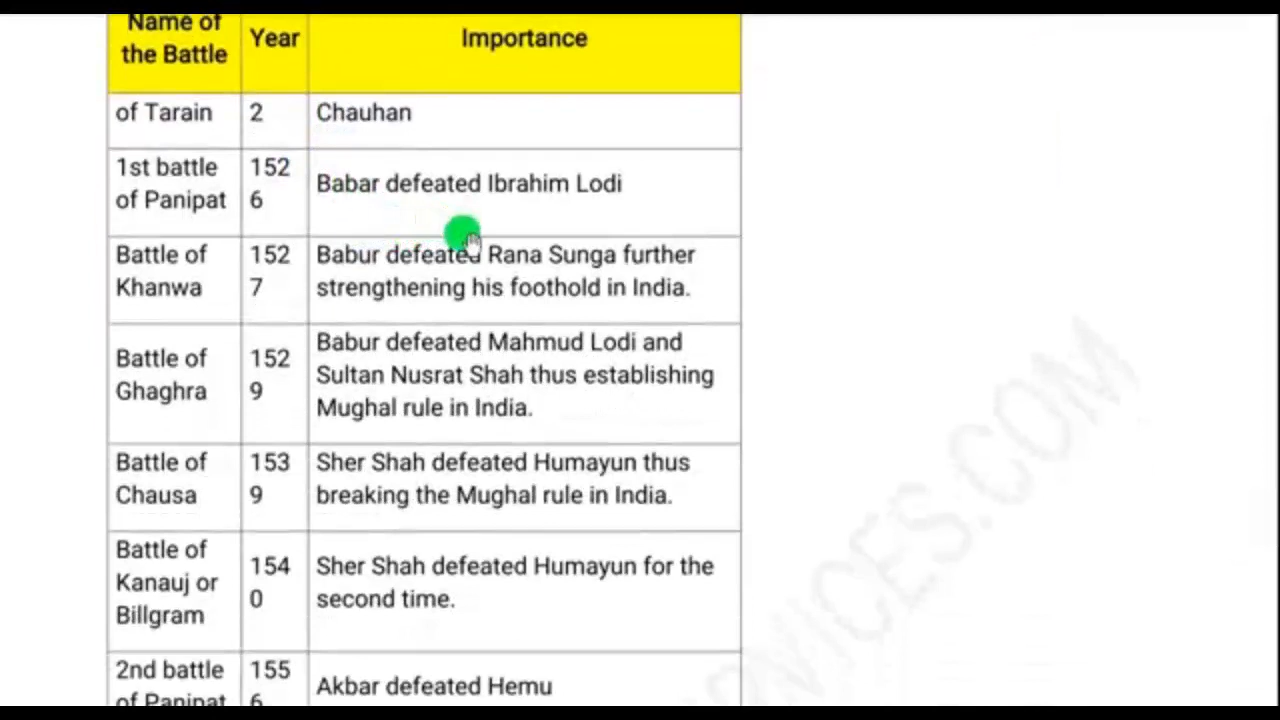 Name of
the Battle
Year
Importance
of Tarain
2
Chauhan
1st battle
of Panipat
152
6
Babar defeated Ibrahim Lodi
Battle of
Khanwa
152
7
Babur defeated Rana Sunga further
strengthening his foothold in India.
Battle of
Ghaghra
152
9
Babur defeated Mahmud Lodi and
Sultan Nusrat Shah thus establishing
Mughal rule in India.
Battle of
Chausa
153
9
Sher Shah defeated Humayun thus
breaking the Mughal rule in India.
Battle of
Kanauj or
Billgram
154
0
Sher Shah defeated Humayun for the
second time.
2nd battle
of Panipat
155
6
Akbar defeated Hemu